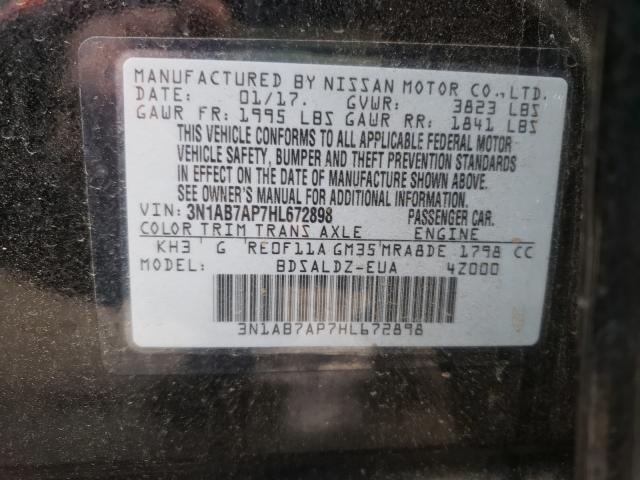 MANUFACTURED BY NISSAN MOTOR CO.,LTD.
DATE: 01/17. GVWR: 3823 LBS
GAWR FR: 1995 LBS GAWR RR: 1841 LBS
THIS VEHICLE CONFORMS TO ALL APPLICABLE FEDERAL MOTOR
VEHICLE SAFETY, BUMPER AND THEFT PREVENTION STANDARDS
IN EFFECT ON THE DATE OF MANUFACTURE SHOWN ABOVE.
SEE OWNER'S MANUAL FOR ADDITIONAL INFORMATION.
VIN: 3N1AB7AP7HL672898 PASSENGER CAR.
COLOR TRIM TRANS AXLE ENGINE
KH3 G RE0F11A GM35 MRA8DE 1798 CC
MODEL: BDSALDZ-EUA 4Z000
3N1AB7AP7HL672898